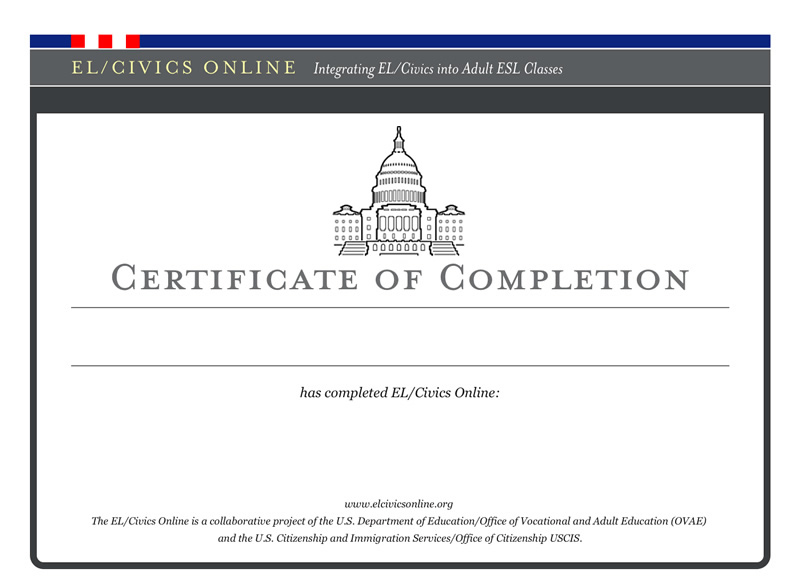 EL/CIVICS ONLINE Integrating EL/Civics into Adult ESL Classes
CERTIFICATE OF COMPLETION
has completed EL/Civics Online:
www.elcivicsonline.org
The EL/Civics Online is a collaborative project of the U.S. Department of Education/Office of Vocational and Adult Education (OVAE)
and the U.S. Citizenship and Immigration Services/Office of Citizenship USCIS.